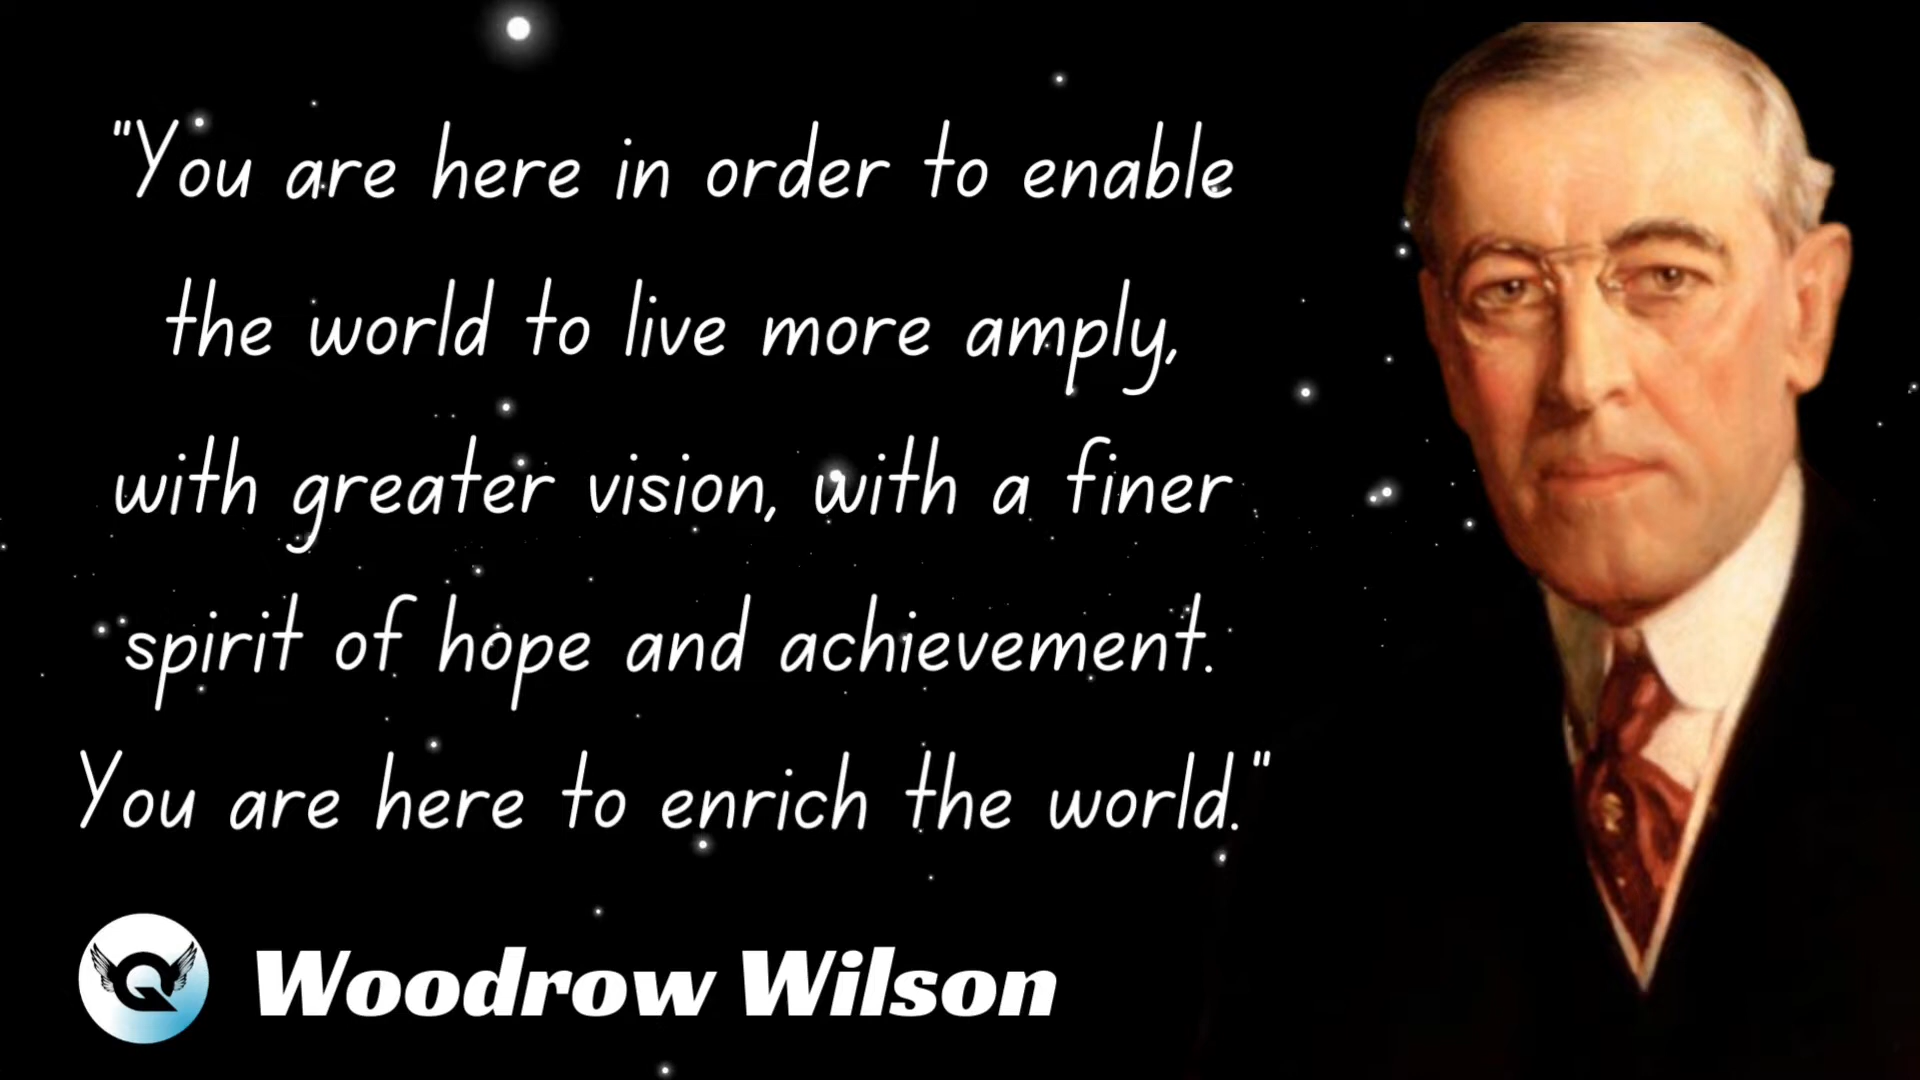 "You are here in order to enable
the world to live more amply,
with greater vision, with a finer
spirit of hope and achievement.
You are here to enrich the world."
Q
Woodrow Wilson